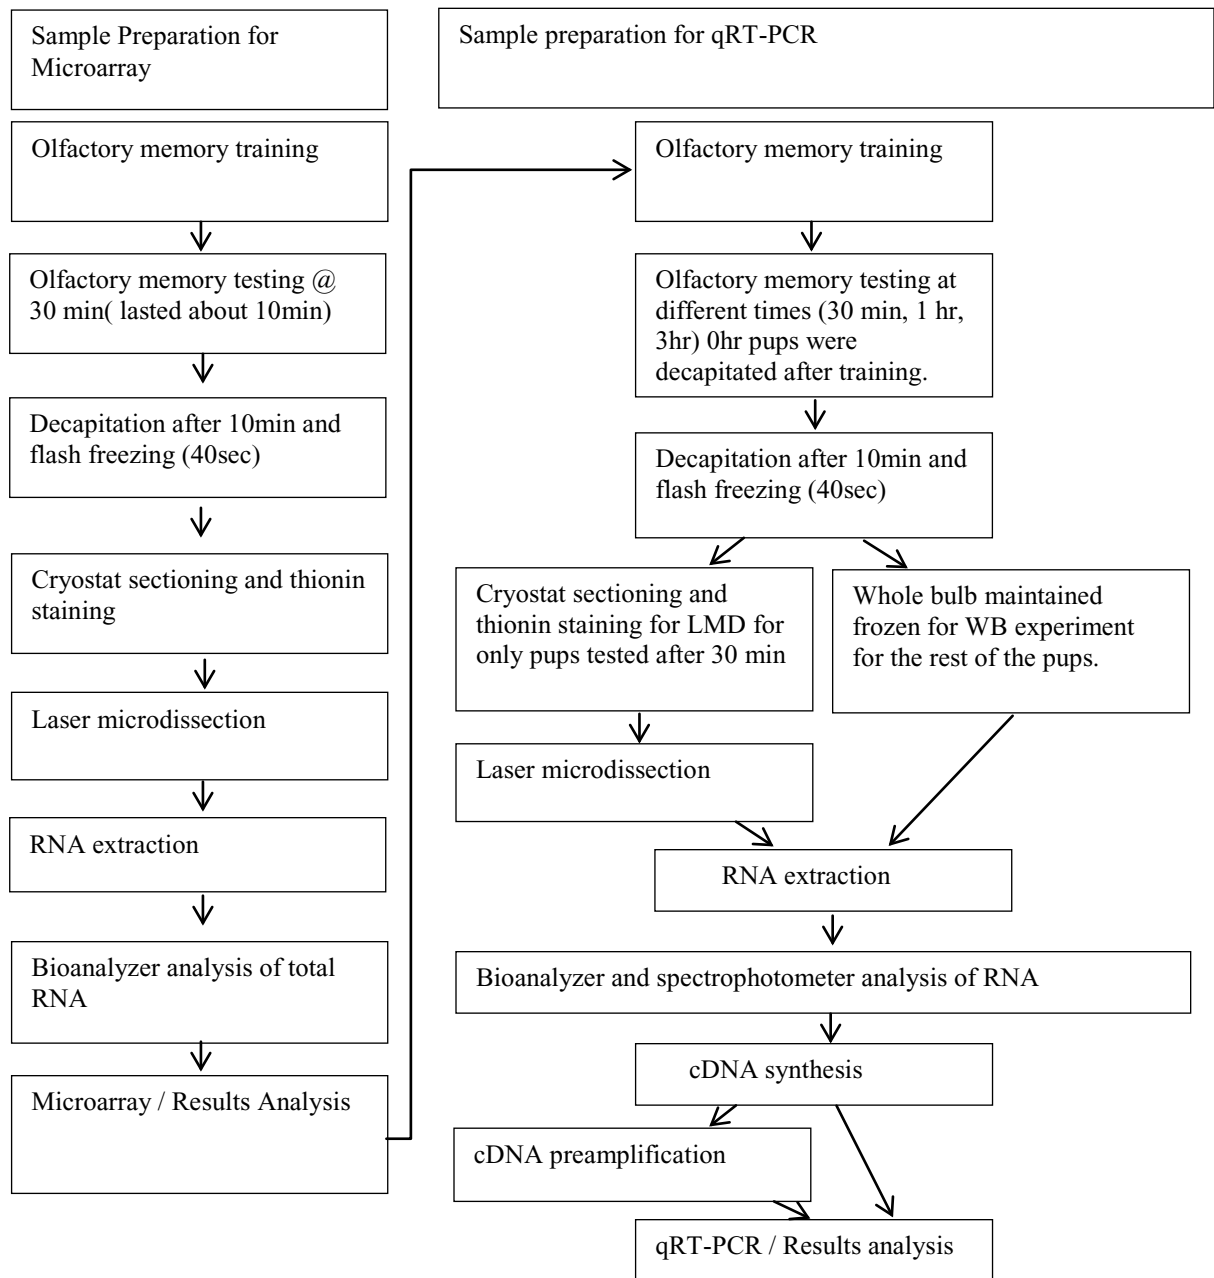 Sample Preparation for
Microarray
Olfactory memory training
Olfactory memory testing @
30 min( lasted about 10min)
Decapitation after 10min and
flash freezing (40sec)
Cryostat sectioning and thionin
staining
Laser microdissection
RNA extraction
Bioanalyzer analysis of total
RNA
Microarray / Results Analysis
Sample preparation for qRT-PCR
Olfactory memory training
Olfactory memory testing at
different times (30 min, 1 hr,
3hr) 0hr pups were
decapitated after training.
Decapitation after 10min and
flash freezing (40sec)
Cryostat sectioning and
thionin staining for LMD for
only pups tested after 30 min
Whole bulb maintained
frozen for WB experiment
for the rest of the pups.
Laser microdissection
RNA extraction
Bioanalyzer and spectrophotometer analysis of RNA
cDNA synthesis
cDNA preamplification
qRT-PCR / Results analysis